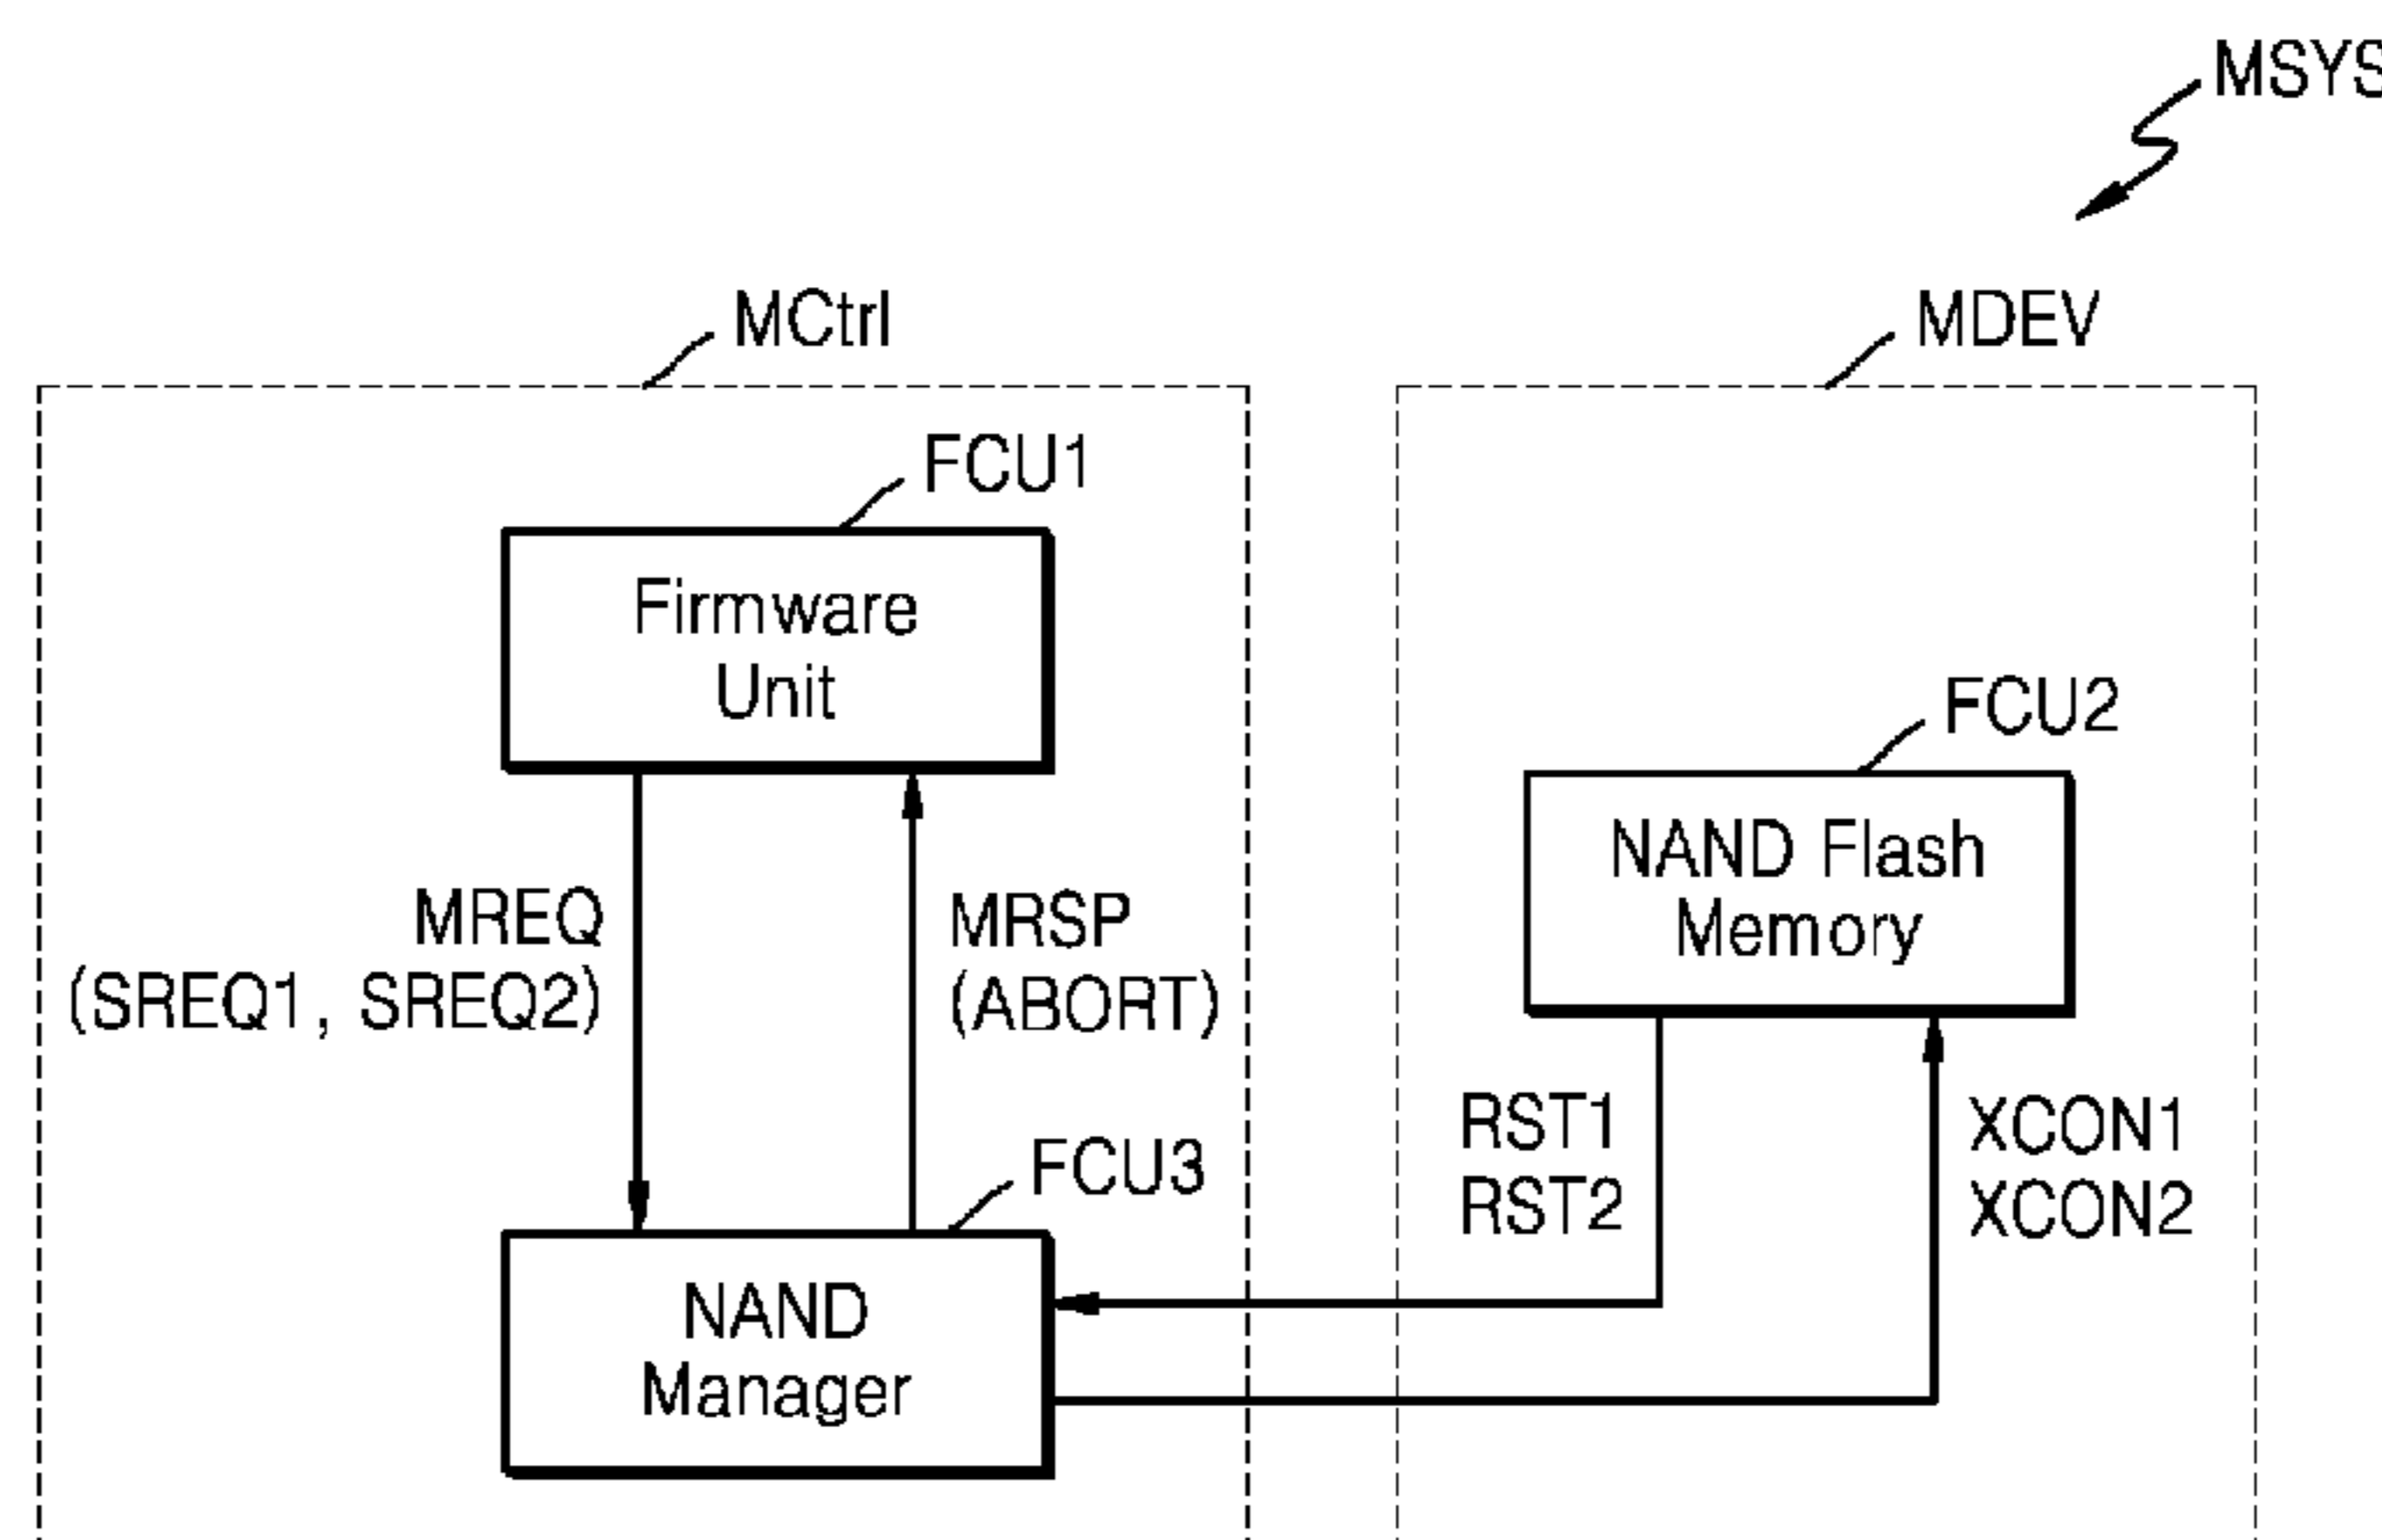 MSYS
MCtrl
MDEV
FCU1
Firmware
Unit
FCU2
NAND Flash
Memory
MREQ
(SREQ1, SREQ2)
MRSP
(ABORT)
RST1
RST2
XCON1
XCON2
FCU3
NAND
Manager